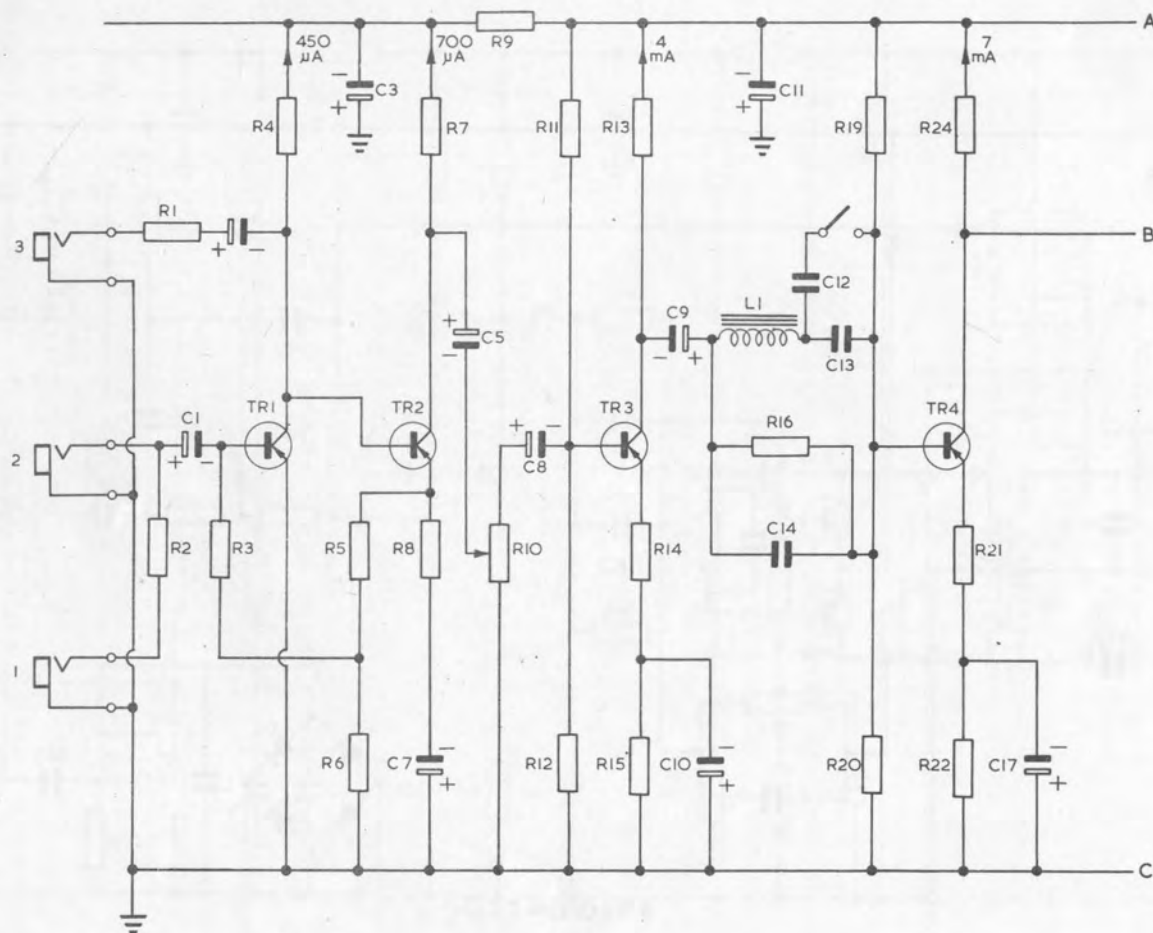 A
R9
450
μA
700
μA
4
mA
7
mA
−
+
C3
−
+
C11
R4
R7
R11
R13
R19
R24
R1
3
+
−
B
C12
+
−
C5
C9
−
+
L1
C13
TR1
TR2
TR3
TR4
C1
+
−
2
+
−
C8
R16
R2
R3
R5
R8
R10
R14
C14
R21
1
R6
C7
−
+
R12
R15
C10
−
+
R20
R22
C17
−
+
C